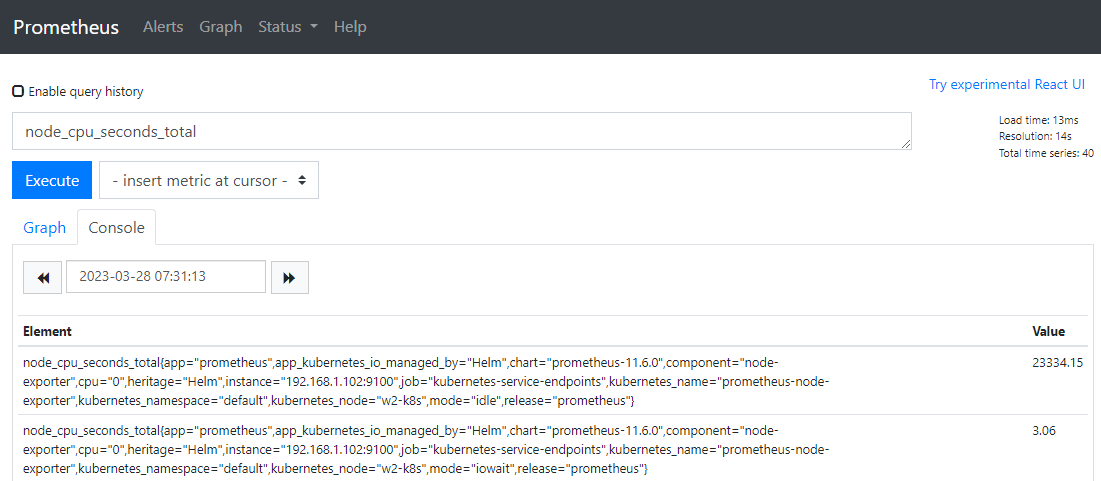 Prometheus Alerts Graph Status Help
Enable query history
Try experimental React UI
node_cpu_seconds_total
Load time: 13ms
Resolution: 14s
Total time series: 40
Execute - insert metric at cursor -
Graph Console
2023-03-28 07:31:13
Element Value
node_cpu_seconds_total{app="prometheus",app_kubernetes_io_managed_by="Helm",chart="prometheus-11.6.0",component="node- 23334.15
exporter",cpu="0",heritage="Helm",instance="192.168.1.102:9100",job="kubernetes-service-endpoints",kubernetes_name="prometheus-node-
exporter",kubernetes_namespace="default",kubernetes_node="w2-k8s",mode="idle",release="prometheus"}
node_cpu_seconds_total{app="prometheus",app_kubernetes_io_managed_by="Helm",chart="prometheus-11.6.0",component="node- 3.06
exporter",cpu="0",heritage="Helm",instance="192.168.1.102:9100",job="kubernetes-service-endpoints",kubernetes_name="prometheus-node-
exporter",kubernetes_namespace="default",kubernetes_node="w2-k8s",mode="iowait",release="prometheus"}